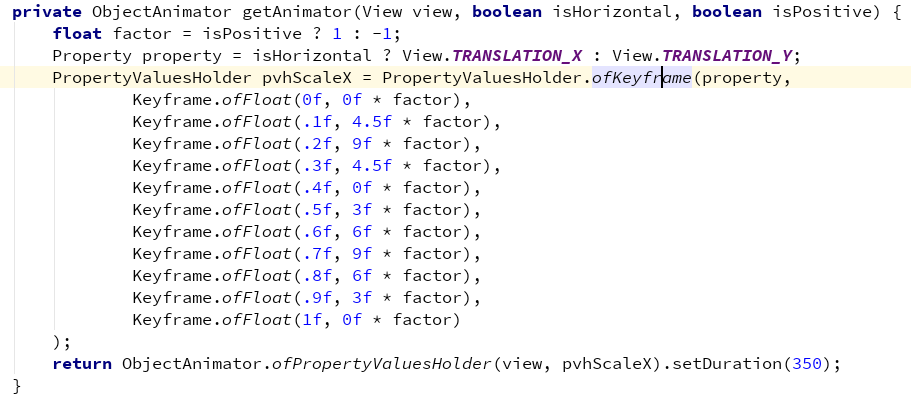 private ObjectAnimator getAnimator(View view, boolean isHorizontal, boolean isPositive) {
    float factor = isPositive ? 1 : -1;
    Property property = isHorizontal ? View.TRANSLATION_X : View.TRANSLATION_Y;
    PropertyValuesHolder pvhScaleX = PropertyValuesHolder.ofKeyframe(property,
            Keyframe.ofFloat(0f, 0f * factor),
            Keyframe.ofFloat(.1f, 4.5f * factor),
            Keyframe.ofFloat(.2f, 9f * factor),
            Keyframe.ofFloat(.3f, 4.5f * factor),
            Keyframe.ofFloat(.4f, 0f * factor),
            Keyframe.ofFloat(.5f, 3f * factor),
            Keyframe.ofFloat(.6f, 6f * factor),
            Keyframe.ofFloat(.7f, 9f * factor),
            Keyframe.ofFloat(.8f, 6f * factor),
            Keyframe.ofFloat(.9f, 3f * factor),
            Keyframe.ofFloat(1f, 0f * factor)
    );
    return ObjectAnimator.ofPropertyValuesHolder(view, pvhScaleX).setDuration(350);
}